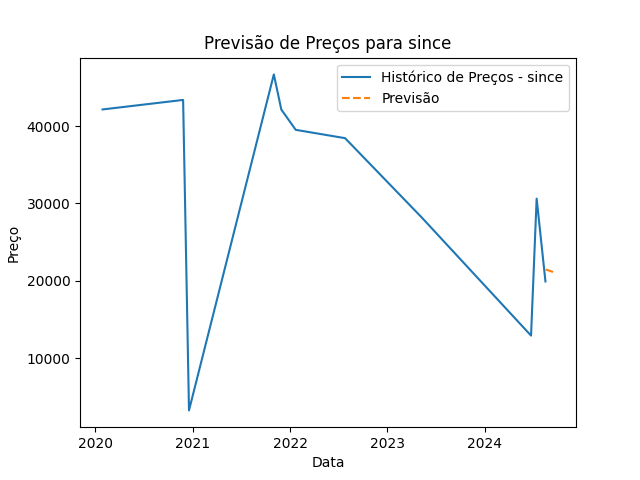 Previsão de Preços para since
Histórico de Preços - since
Previsão
40000
30000
20000
10000
Preço
2020
2021
2022
2023
2024
Data